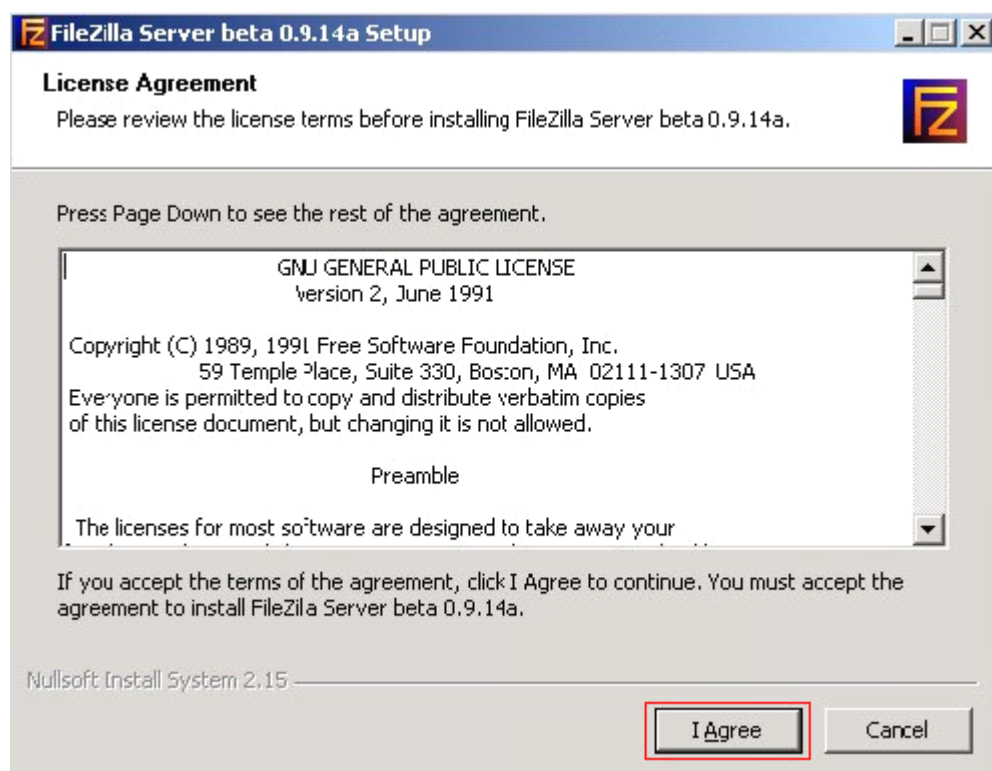 FileZilla Server beta 0.9.14a Setup
License Agreement
Please review the license terms before installing FileZilla Server beta 0.9.14a.
Press Page Down to see the rest of the agreement.
GNU GENERAL PUBLIC LICENSE
Version 2, June 1991
Copyright (C) 1989, 1991 Free Software Foundation, Inc.
59 Temple Place, Suite 330, Boston, MA 02111-1307 USA
Everyone is permitted to copy and distribute verbatim copies
of this license document, but changing it is not allowed.
Preamble
The licenses for most software are designed to take away your
If you accept the terms of the agreement, click I Agree to continue. You must accept the
agreement to install FileZilla Server beta 0.9.14a.
Nullsoft Install System 2.15
I Agree
Cancel